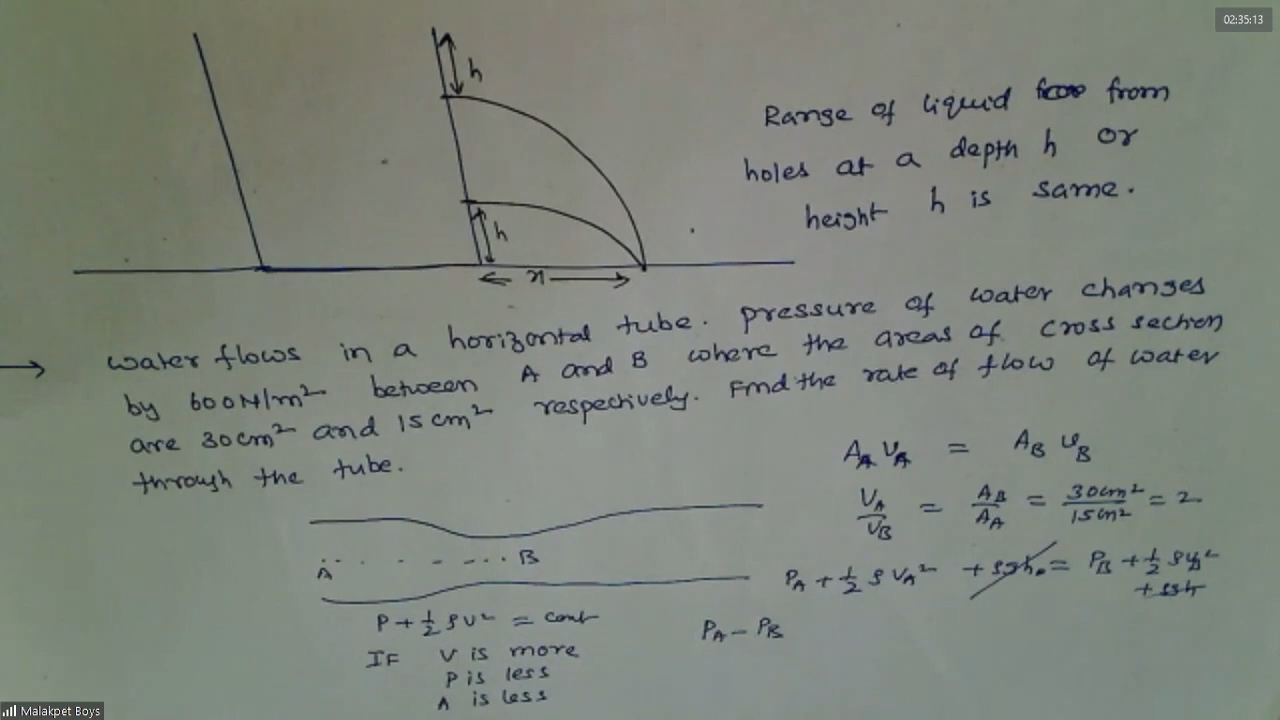 02:35:13
h
h
x
Range of liquid from
holes at a depth h or
height h is same.
→ water flows in a horizontal tube. pressure of water changes
by 600N/m² between A and B where the areas of cross section
are 30cm² and 15cm² respectively. Find the rate of flow of water
through the tube.
A_A V_A = A_B V_B
V_A/V_B = A_B/A_A = 30cm²/15cm² = 2
A B
P_A + ½ ρ V_A² + ρgh = P_B + ½ ρ V_B²
+ ρgh
P + ½ ρv² = const
P_A - P_B
IF V is more
P is less
A is less
Malakpet Boys